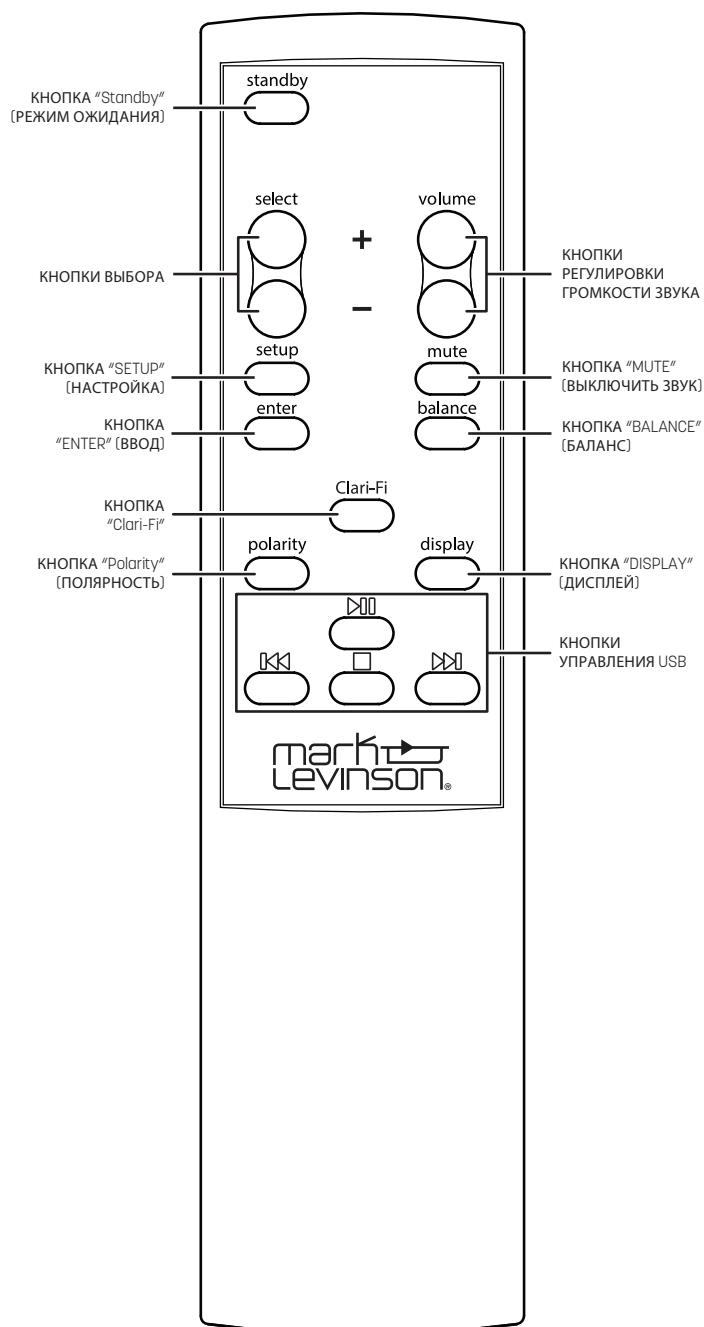 standby
КНОПКА "Standby"
(РЕЖИМ ОЖИДАНИЯ)
select
volume
+
КНОПКИ ВЫБОРА
КНОПКИ
РЕГУЛИРОВКИ
ГРОМКОСТИ ЗВУКА
−
setup
mute
КНОПКА "SETUP"
(НАСТРОЙКА)
КНОПКА "MUTE"
(ВЫКЛЮЧИТЬ ЗВУК)
enter
balance
КНОПКА
"ENTER" (ВВОД)
КНОПКА "BALANCE"
(БАЛАНС)
Clari-Fi
КНОПКА
"Clari-Fi"
polarity
display
КНОПКА "Polarity"
(ПОЛЯРНОСТЬ)
КНОПКА "DISPLAY"
(ДИСПЛЕЙ)
КНОПКИ
УПРАВЛЕНИЯ USB
mark
Levinson®